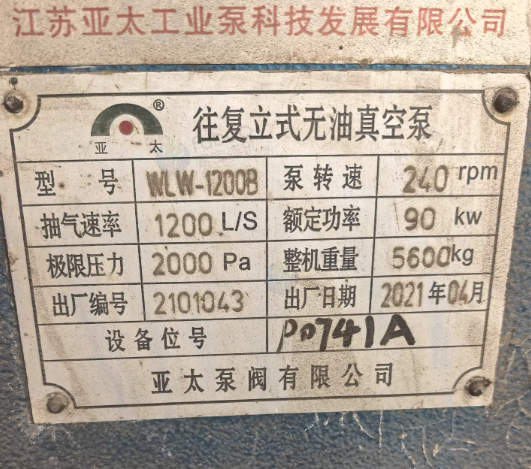 江苏亚太工业泵科技发展有限公司
亚太 ® 往复立式无油真空泵
型号 WLW-1200B 泵转速 240 rpm
抽气速率 1200 L/S 额定功率 90 kw
极限压力 2000 Pa 整机重量 5600kg
出厂编号 2101043 出厂日期 2021年04月
设备位号 P0741A
亚太泵阀有限公司